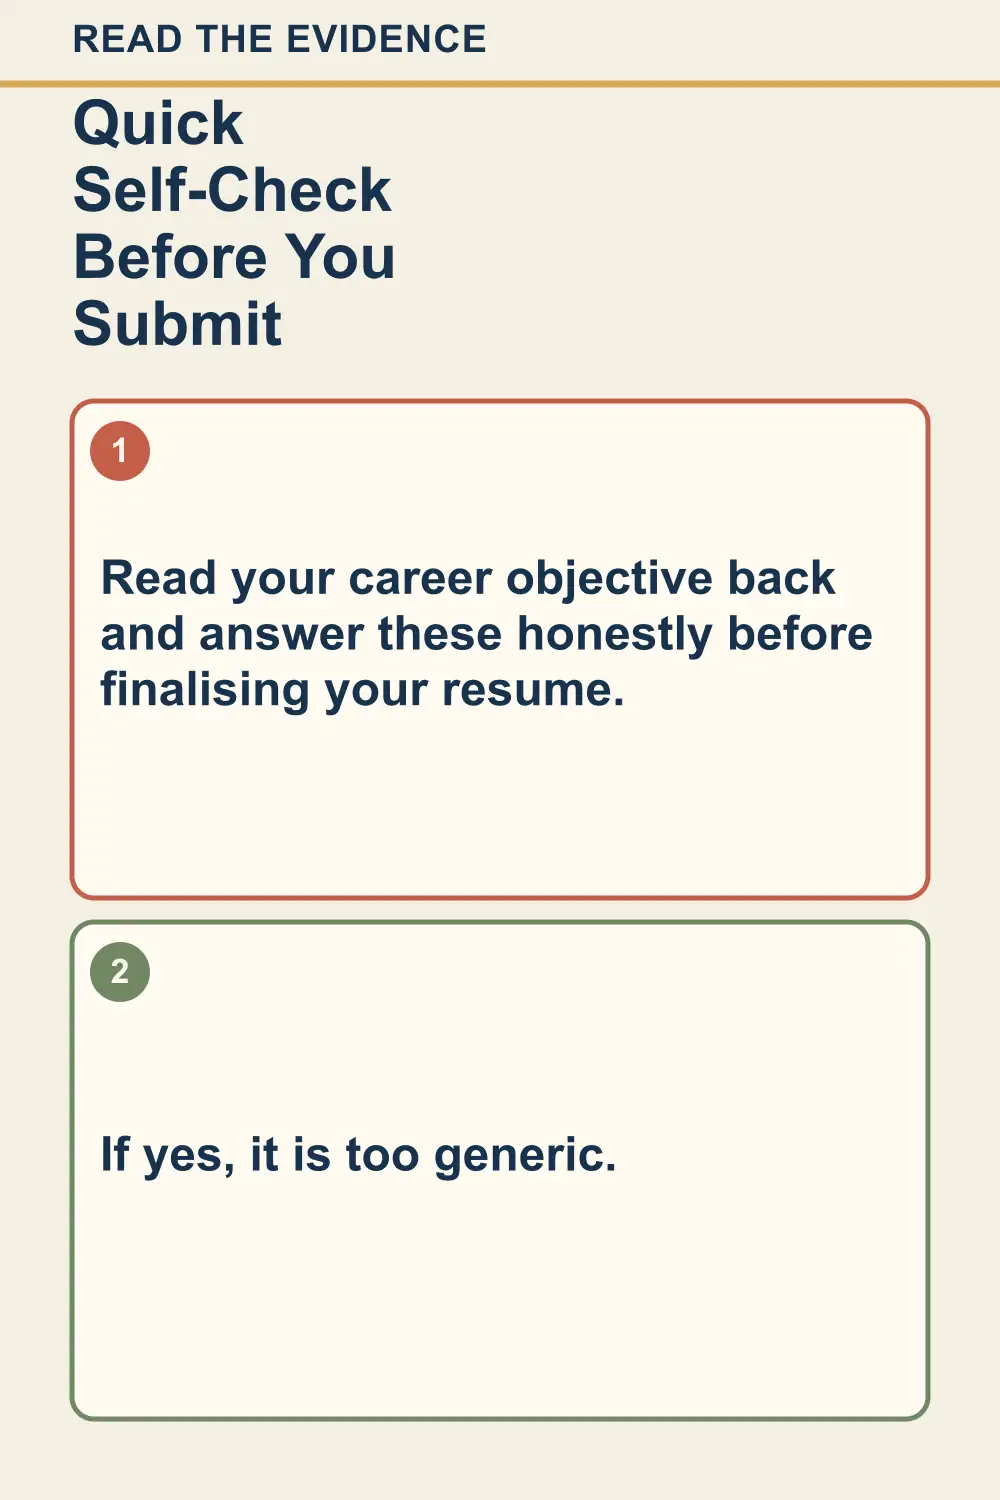 READ THE EVIDENCE
Quick
Self-Check
Before You
Submit
1
Read your career objective back
and answer these honestly before
finalising your resume.
2
If yes, it is too generic.